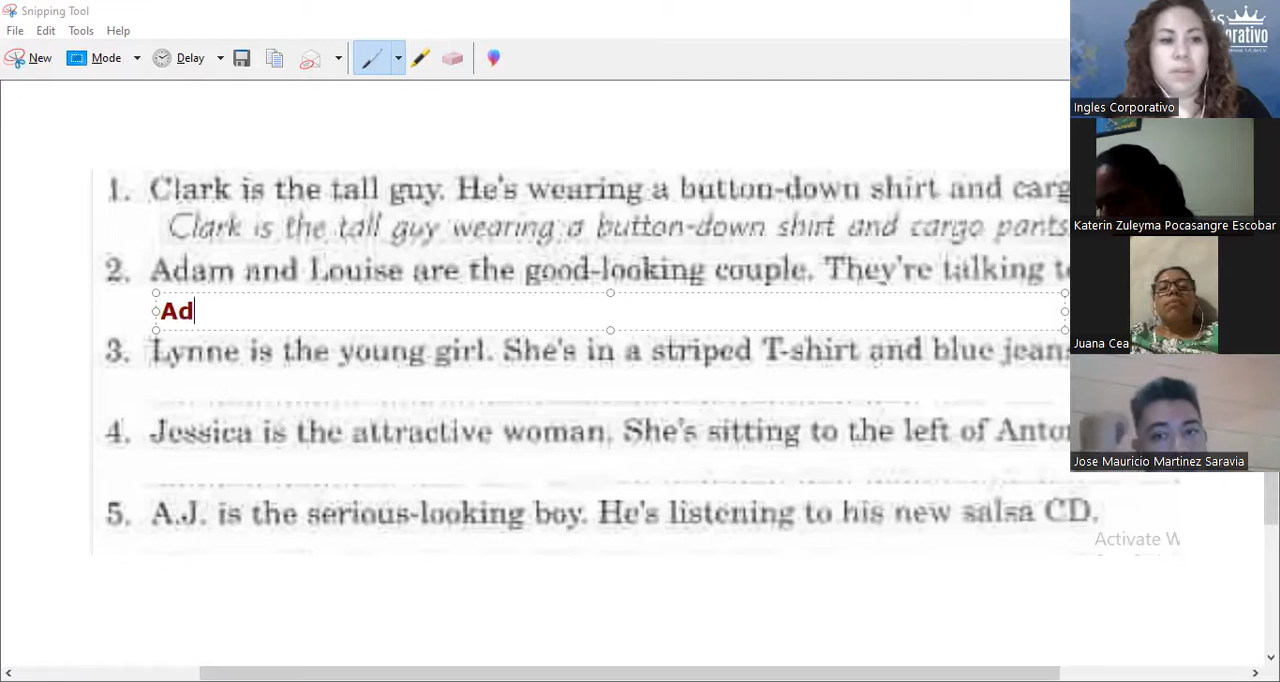 Snipping Tool
File Edit Tools Help
New Mode Delay
1. Clark is the tall guy. He's wearing a button-down shirt and carg
Clark is the tall guy wearing a button-down shirt and cargo pants
2. Adam and Louise are the good-looking couple. They're talking t
Ad
3. Lynne is the young girl. She's in a striped T-shirt and blue jean
4. Jessica is the attractive woman. She's sitting to the left of Anto
5. A.J. is the serious-looking boy. He's listening to his new salsa CD.
Activate W
rativo
Ingles Corporativo
Katerin Zuleyma Pocasangre Escobar
Juana Cea
Jose Mauricio Martinez Saravia